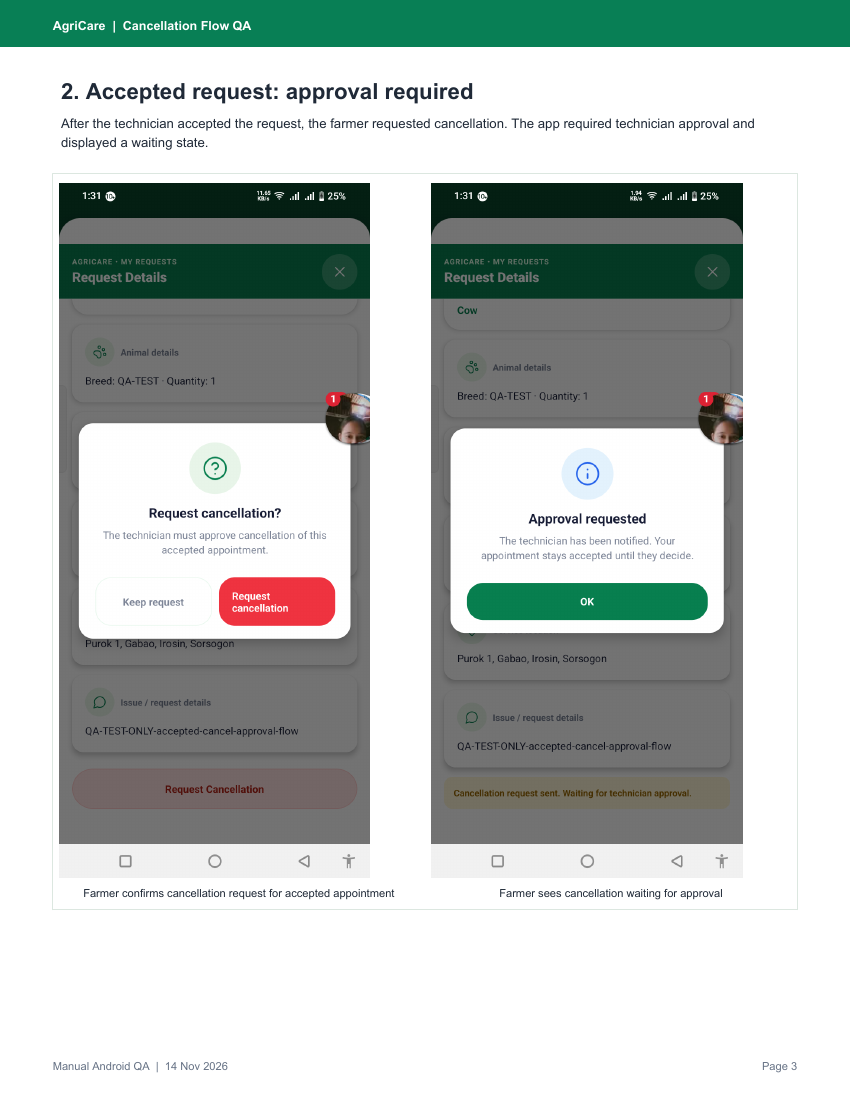 AgriCare | Cancellation Flow QA
2. Accepted request: approval required
After the technician accepted the request, the farmer requested cancellation. The app required technician approval and
displayed a waiting state.
1:31
11.65
KB/s
25%
AGRICARE • MY REQUESTS
Request Details
Animal details
Breed: QA-TEST · Quantity: 1
1
Request cancellation?
The technician must approve cancellation of this
accepted appointment.
Keep request
Request
cancellation
Purok 1, Gabao, Irosin, Sorsogon
Issue / request details
QA-TEST-ONLY-accepted-cancel-approval-flow
Request Cancellation
Farmer confirms cancellation request for accepted appointment
1:31
1.94
KB/s
25%
AGRICARE • MY REQUESTS
Request Details
Cow
Animal details
Breed: QA-TEST · Quantity: 1
1
Approval requested
The technician has been notified. Your
appointment stays accepted until they decide.
OK
Purok 1, Gabao, Irosin, Sorsogon
Issue / request details
QA-TEST-ONLY-accepted-cancel-approval-flow
Cancellation request sent. Waiting for technician approval.
Farmer sees cancellation waiting for approval
Manual Android QA | 14 Nov 2026
Page 3